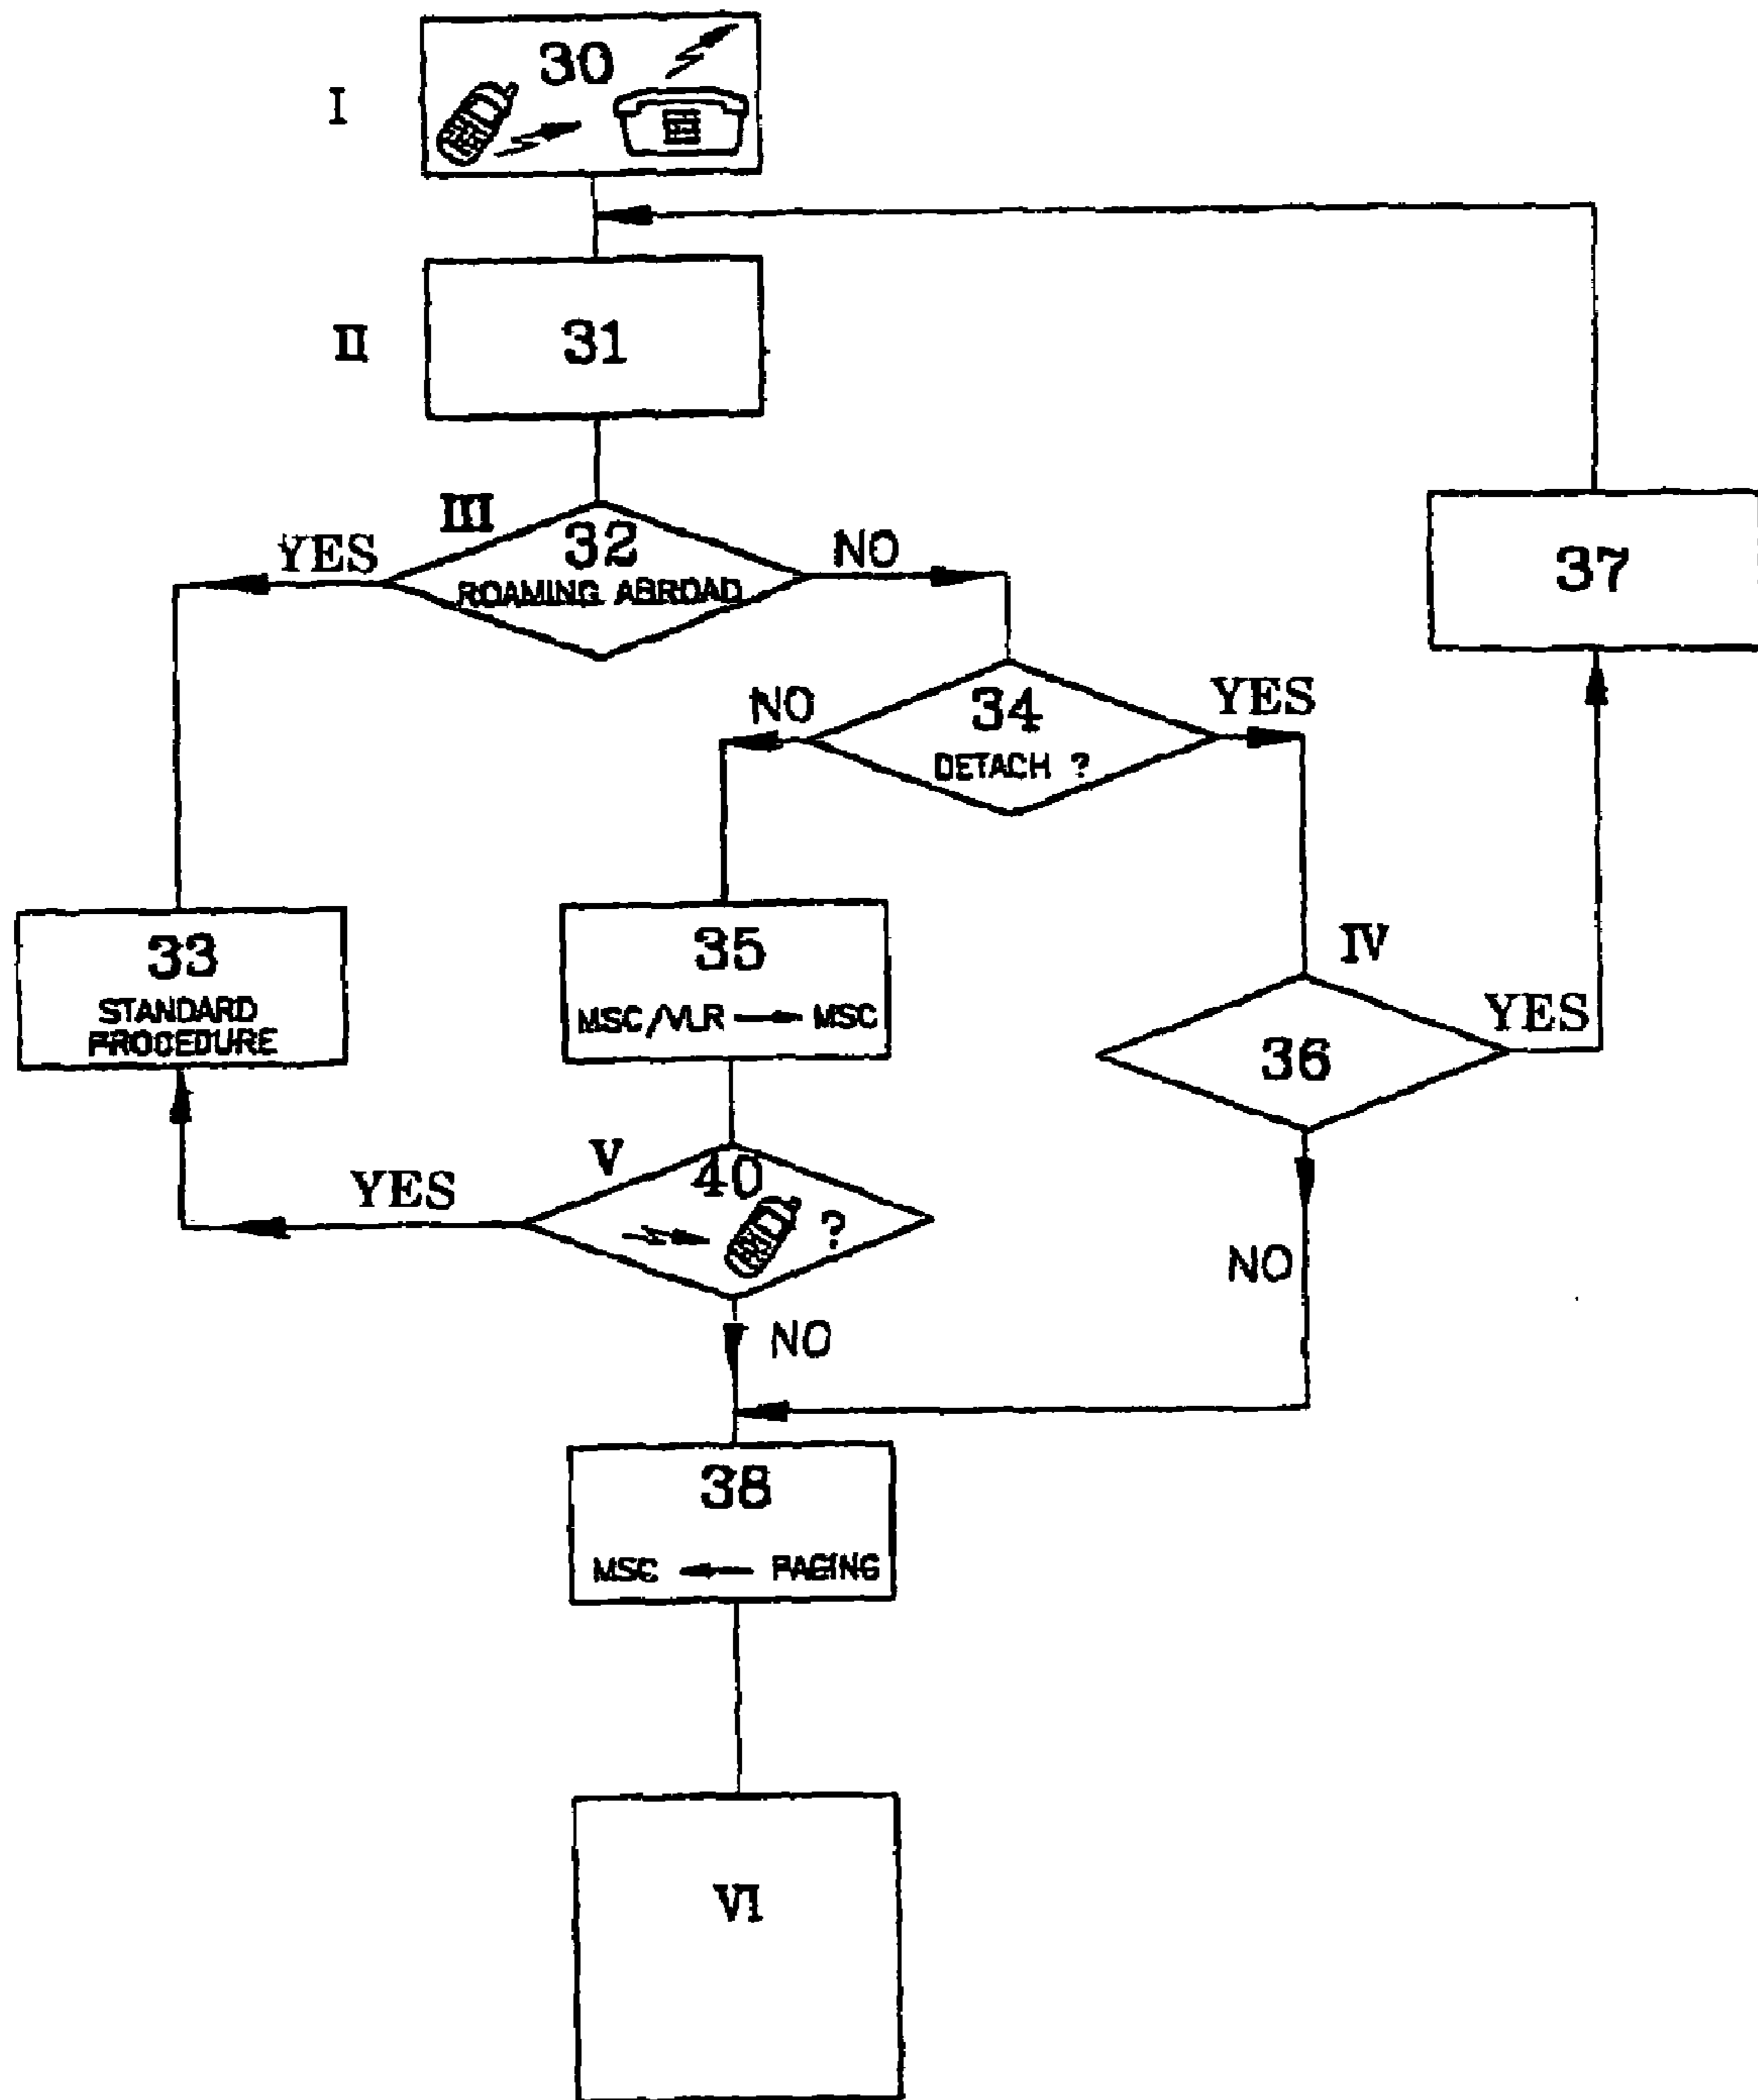 30
I
31
II
III
32
ROAMING ABROAD
YES
NO
37
34
DETACH ?
NO
YES
33
STANDARD
PROCEDURE
35
MSC/VLR → MSC
IV
36
YES
NO
V
40
?
YES
NO
38
MSC ← PAGING
VI